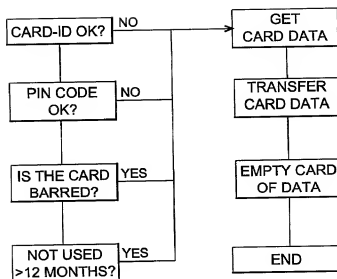 CARD-ID OK?
NO
PIN CODE
OK?
NO
IS THE CARD
BARRED?
YES
NOT USED
>12 MONTHS?
YES
GET
CARD DATA
TRANSFER
CARD DATA
EMPTY CARD
OF DATA
END